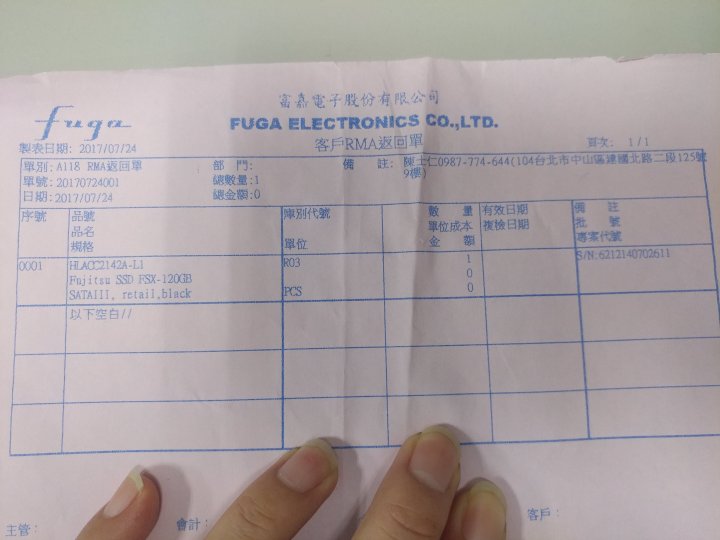 富嘉電子股份有限公司
fuga
FUGA ELECTRONICS CO.,LTD.
客戶RMA返回單
製表日期: 2017/07/24
頁次: 1/1
單別: A118 RMA返回單 部 門: 備 註: 陳士仁0987-774-644(104台北市中山區建國北路二段125號
9樓)
單號: 20170724001 總數量:1
日期: 2017/07/24 總金額:0
序號 品號 庫別代號 數 量 有效日期 備 註
品名 單位成本 複檢日期 批 號
規格 單位 金 額 專案代號
0001 HLACC2142A-L1 R03 1 S/N:6212140702611
Fujitsu SSD FSX-120GB 0
SATAIII, retail,black PCS 0
以下空白//
主管: 會計: 客戶: